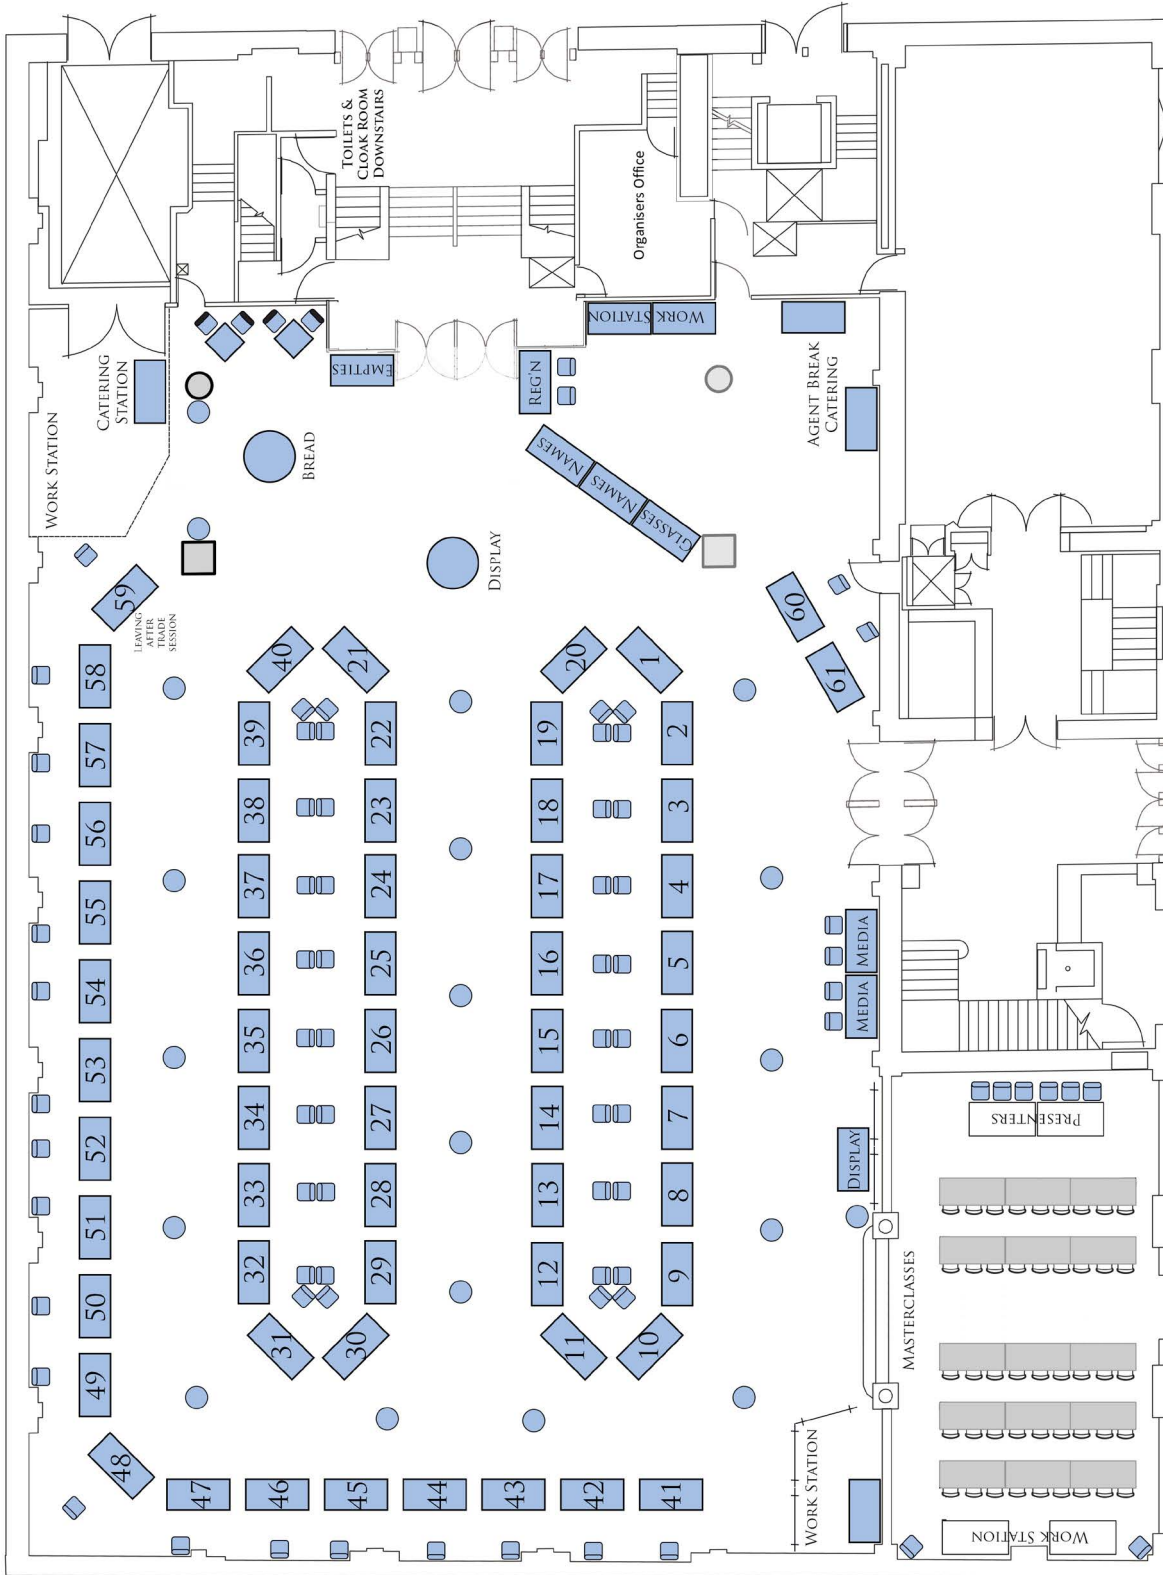 Toilets &
Cloak Room
Downstairs
Organisers Office
Work
Station
Empties
Reg'n
Catering
Station
Work Station
Agent Break
Catering
Bread
Names
Names
Glasses
Display
59
Leaving
after
trade
session
60
61
40
21
20
1
58
39
22
19
2
57
38
23
18
3
56
37
24
17
4
55
36
25
16
5
54
35
26
15
6
53
34
27
14
7
52
33
28
13
8
51
32
29
12
9
50
31
30
11
10
49
48
47
46
45
44
43
42
41
Media
Media
Display
Presenters
Masterclasses
Work Station
Work Station